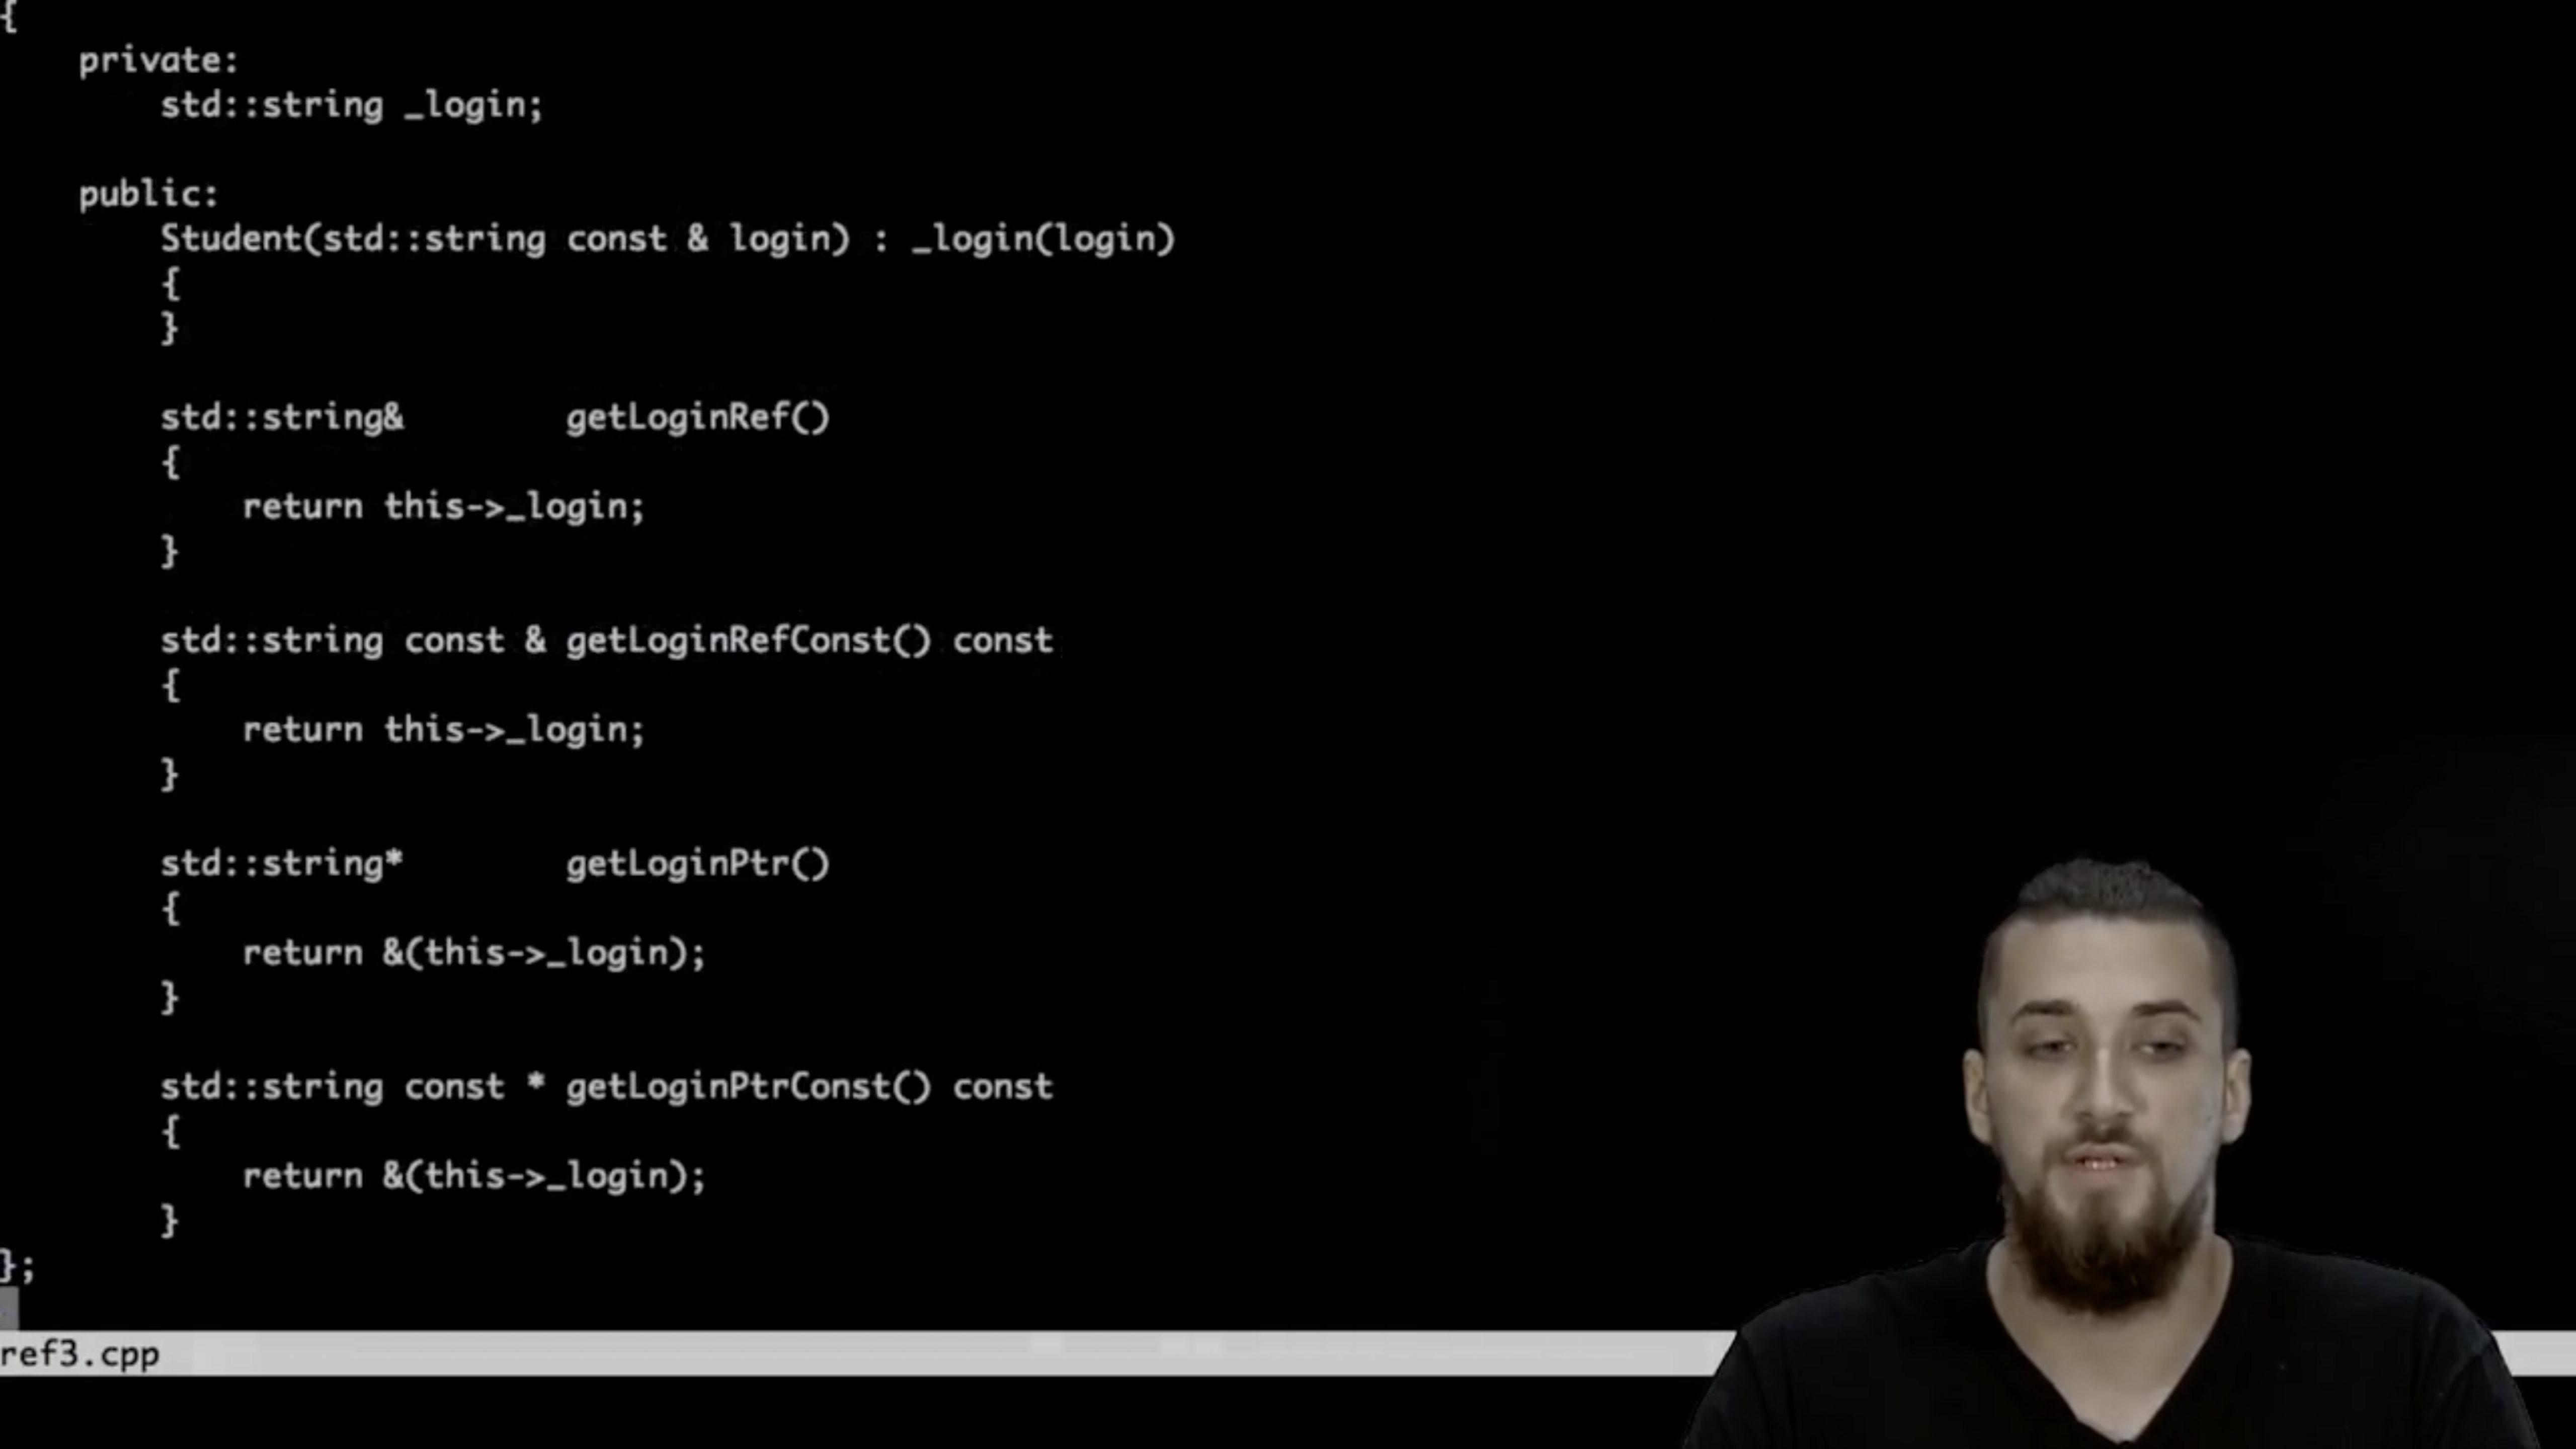 {
private:
std::string _login;
public:
Student(std::string const & login) : _login(login)
{
}
std::string& getLoginRef()
{
return this->_login;
}
std::string const & getLoginRefConst() const
{
return this->_login;
}
std::string* getLoginPtr()
{
return &(this->_login);
}
std::string const * getLoginPtrConst() const
{
return &(this->_login);
}
};
ref3.cpp